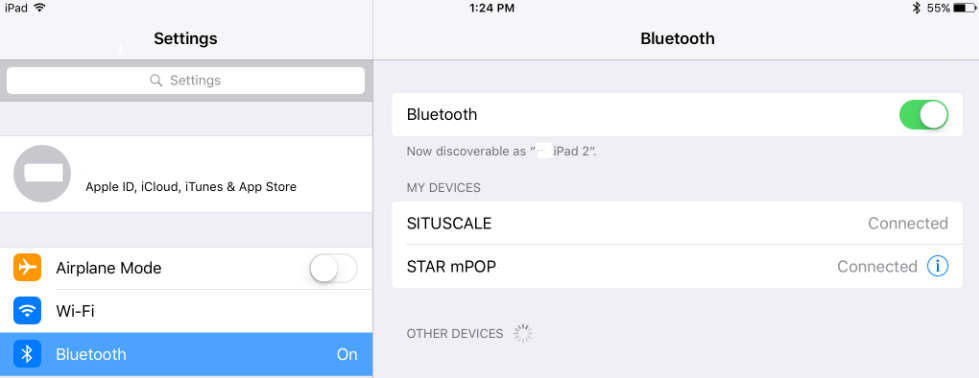 iPad 1:24 PM 55%
Settings
Settings
Apple ID, iCloud, iTunes & App Store
Airplane Mode
Wi-Fi
Bluetooth On
Bluetooth
Bluetooth
Now discoverable as “ iPad 2”.
MY DEVICES
SITUSCALE Connected
STAR mPOP Connected
OTHER DEVICES